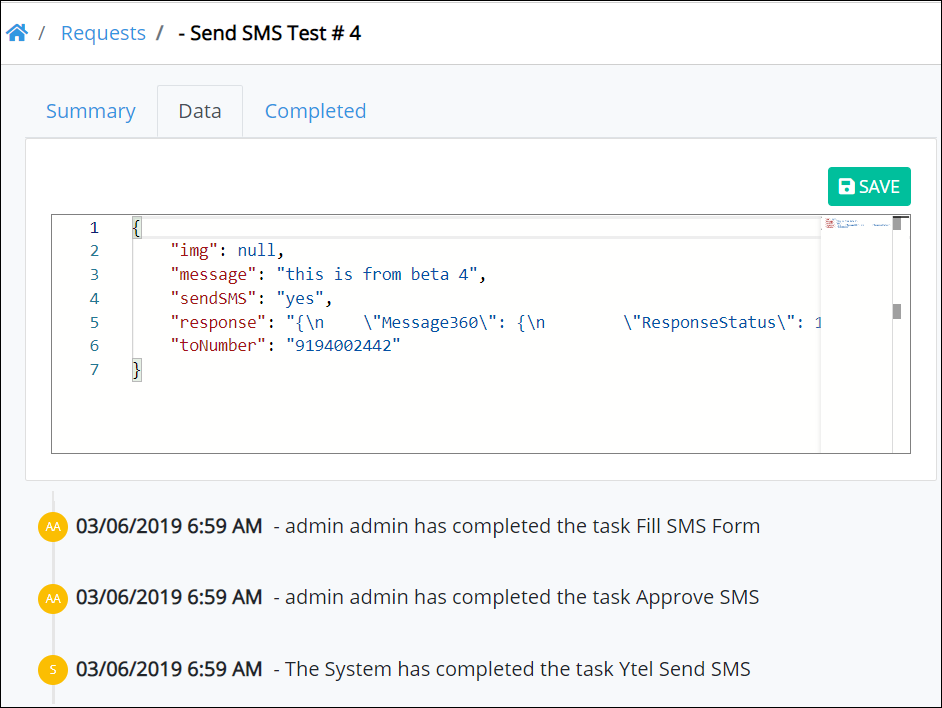 / Requests / - Send SMS Test # 4
Summary Data Completed
SAVE
1 {
2 "img": null,
3 "message": "this is from beta 4",
4 "sendSMS": "yes",
5 "response": "{\n    \"Message360\": {\n        \"ResponseStatus\": 1
6 "toNumber": "9194002442"
7 }
AA 03/06/2019 6:59 AM - admin admin has completed the task Fill SMS Form
AA 03/06/2019 6:59 AM - admin admin has completed the task Approve SMS
S 03/06/2019 6:59 AM - The System has completed the task Ytel Send SMS